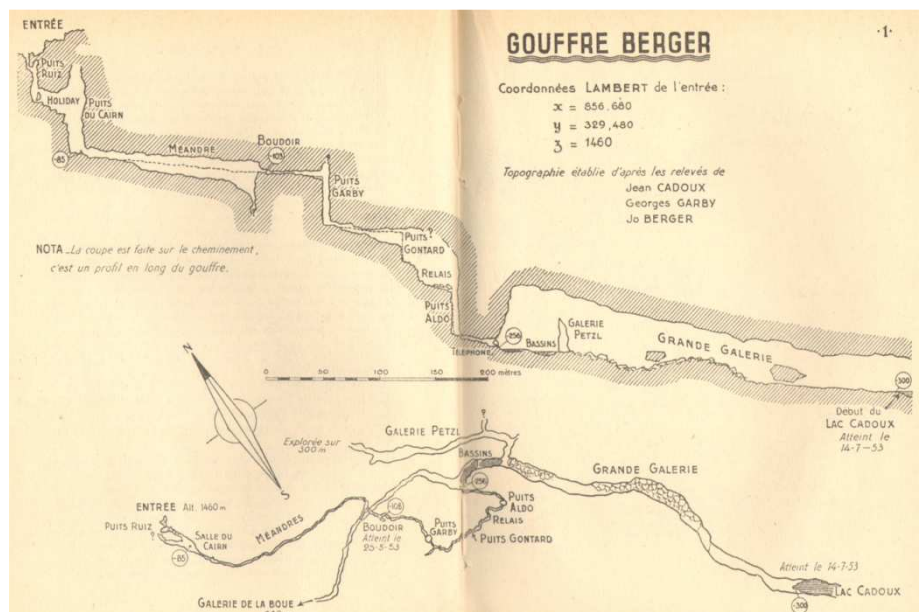 ·1·
GOUFFRE BERGER
Coordonnées LAMBERT de l'entrée :
x = 856,680
y = 329,480
z = 1460
Topographie établie d'après les relevés de
Jean CADOUX
Georges GARBY
Jo BERGER
ENTRÉE
PUITS
RUIZ
HOLIDAY
PUITS
DU CAIRN
-85
MÉANDRE
BOUDOIR
-103
PUITS
GARBY
NOTA _ La coupe est faite sur le cheminement,
c'est un profil en long du gouffre.
PUITS ?
GONTARD
RELAIS
PUITS
ALDO
TÉLÉPHONE
-256
BASSINS
GALERIE
PETZL
GRANDE GALERIE
-300
Début du
LAC CADOUX
Atteint le
14-7-53
N
S
0 50 100 150 200 mètres
GALERIE PETZL
Explorée sur
300 m
?
BASSINS
-256
GRANDE GALERIE
PUITS
ALDO
RELAIS
PUITS GONTARD
PUITS
GARBY
-103
BOUDOIR
Atteint le
25-5-53
ENTRÉE Alt. 1460 m
PUITS RUIZ
SALLE DU
CAIRN
-85
MÉANDRES
GALERIE DE LA BOUE
Atteint le 14-7-53
LAC CADOUX
-300